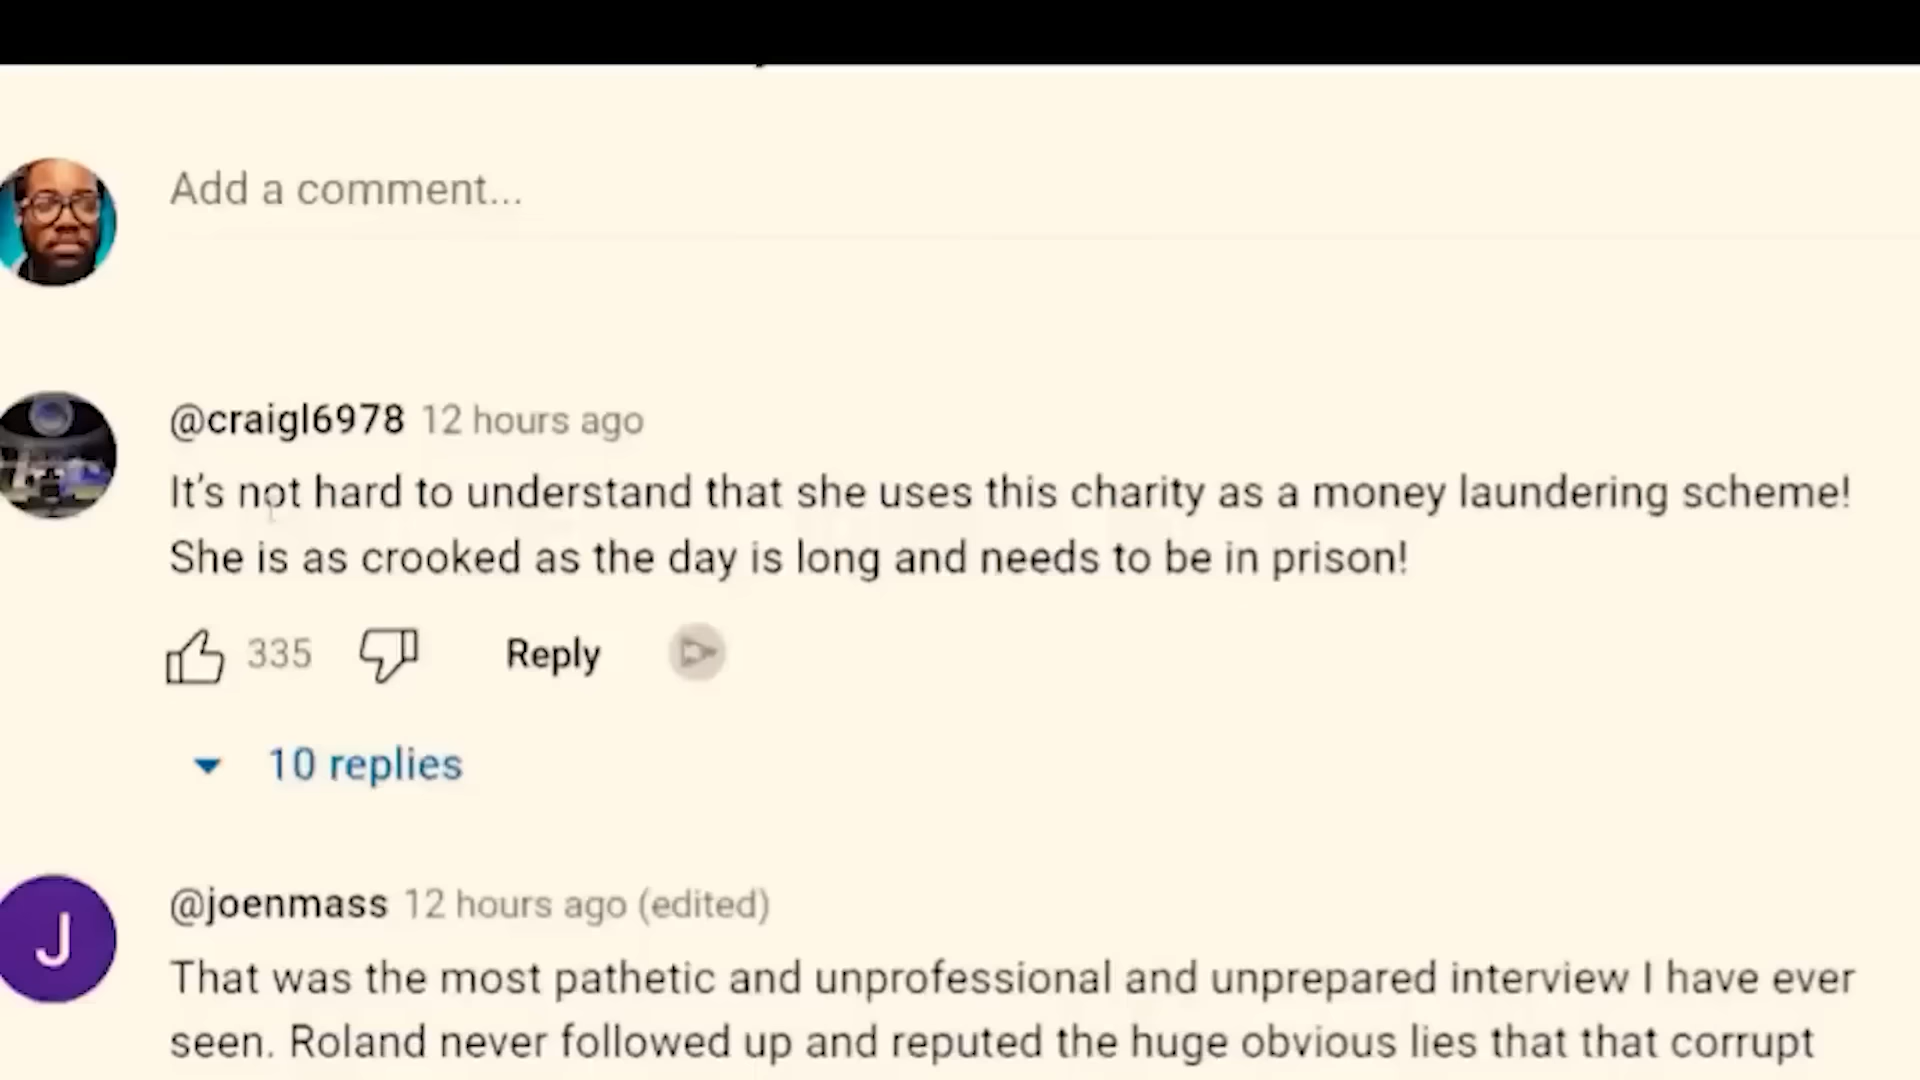 Add a comment...
@craigl6978 12 hours ago
It's not hard to understand that she uses this charity as a money laundering scheme!
She is as crooked as the day is long and needs to be in prison!
335 Reply
10 replies
J
@joenmass 12 hours ago (edited)
That was the most pathetic and unprofessional and unprepared interview I have ever
seen. Roland never followed up and reputed the huge obvious lies that that corrupt